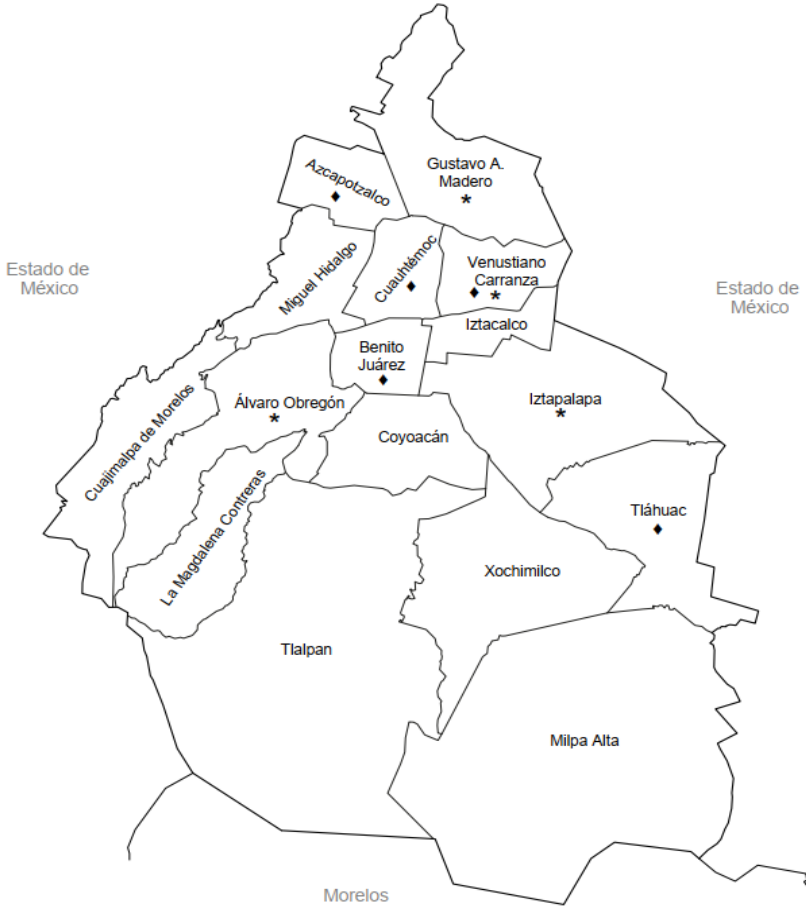 Gustavo A.
Madero
*
Azcapotzalco
♦
Estado de
México
Miguel Hidalgo
Cuauhtémoc
♦
Venustiano
Carranza
♦ *
Estado de
México
Iztacalco
Benito
Juárez
♦
Cuajimalpa de Morelos
Álvaro Obregón
*
Iztapalapa
*
Coyoacán
La Magdalena Contreras
Tláhuac
♦
Xochimilco
Tlalpan
Milpa Alta
Morelos